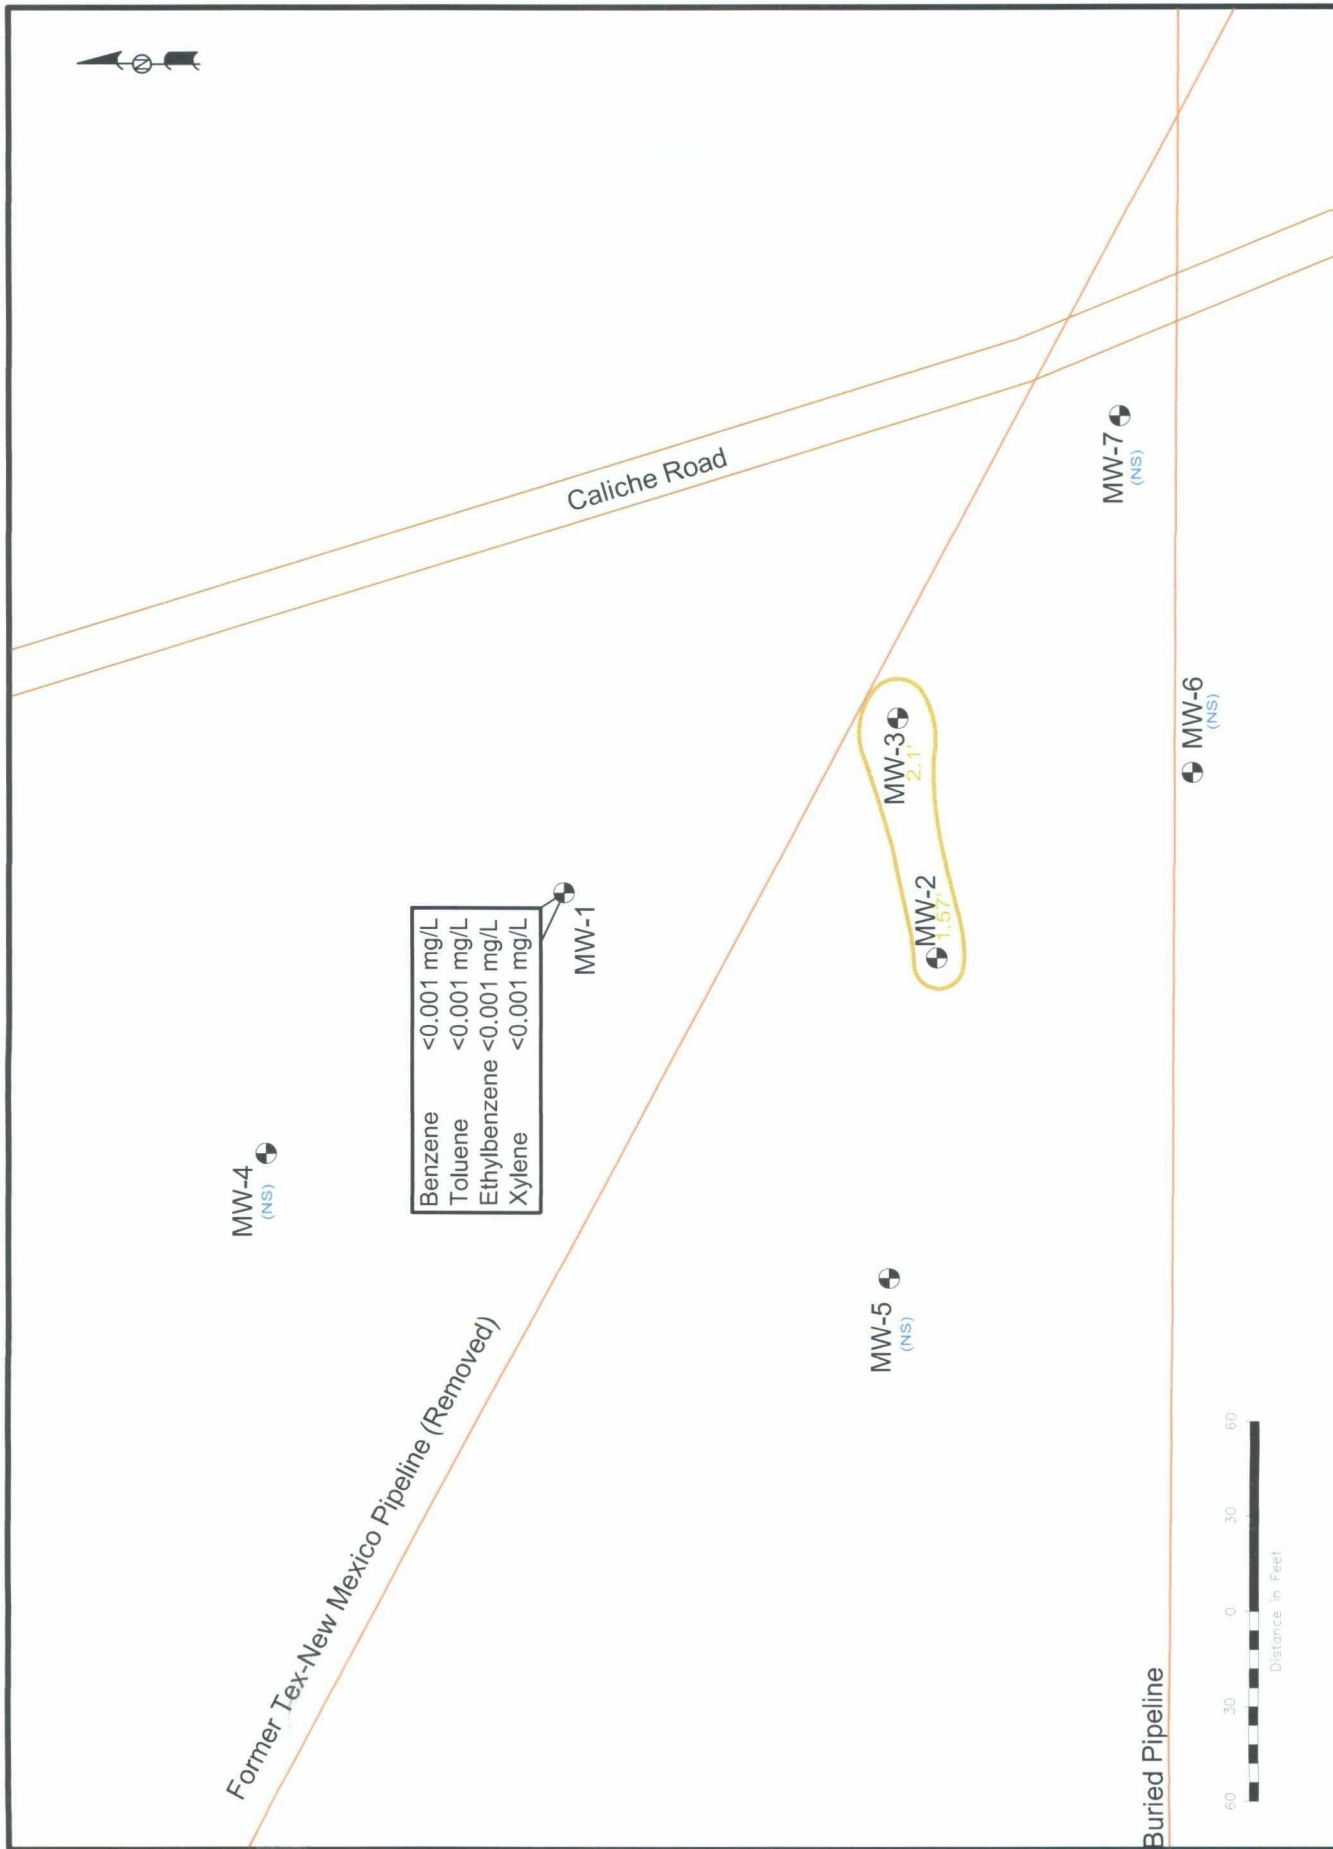 N
Caliche Road
MW-4
(NS)
Benzene <0.001 mg/L
Toluene <0.001 mg/L
Ethylbenzene <0.001 mg/L
Xylene <0.001 mg/L
MW-1
Former Tex-New Mexico Pipeline (Removed)
MW-3
2.1'
MW-2
1.57'
MW-5
(NS)
MW-7
(NS)
MW-6
(NS)
Buried Pipeline
60 30 0 30 60
Distance in Feet